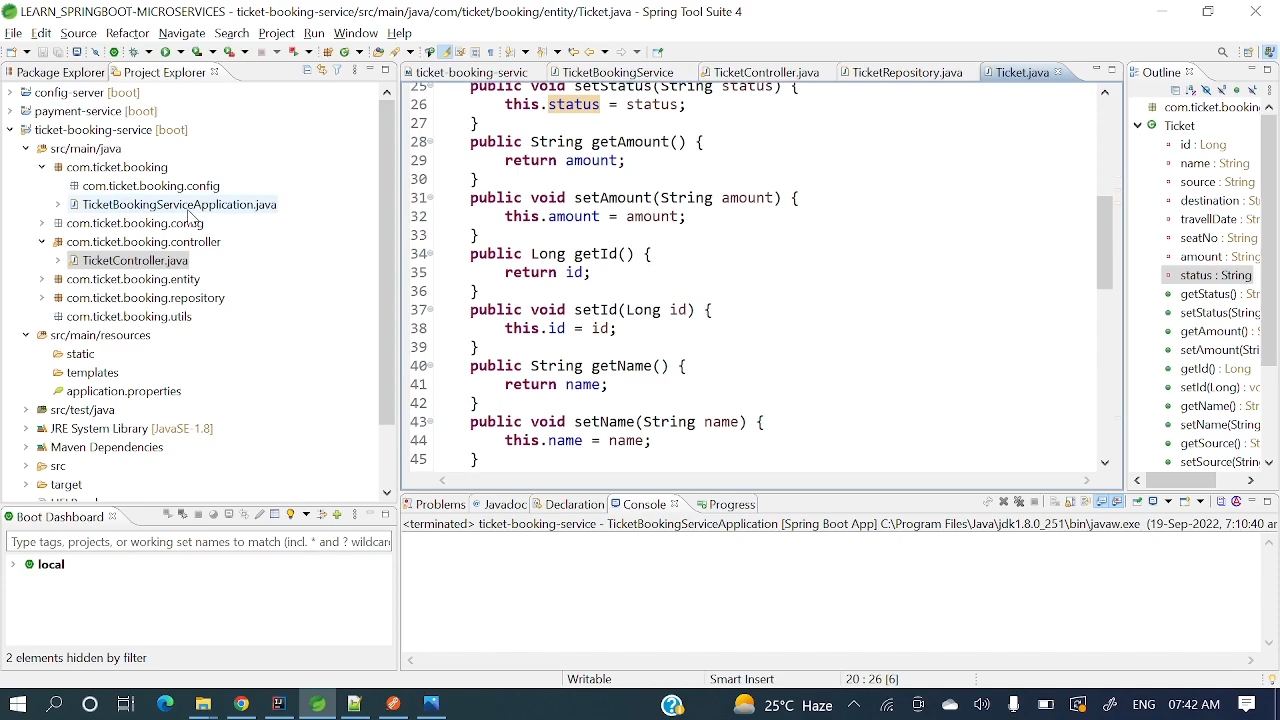 LEARN_SPRINGBOOT-MICROSERVICES - ticket-booking-service/src/main/java/com/ticket/booking/entity/Ticket.java - Spring Tool Suite 4
File Edit Source Refactor Navigate Search Project Run Window Help
Package Explorer Project Explorer
config-server [boot]
payment-service [boot]
ticket-booking-service [boot]
src/main/java
com.ticket.booking
com.ticket.booking.config
TicketBookingServiceApplication.java
com.ticket.booking.config
com.ticket.booking.controller
TicketController.java
com.ticket.booking.entity
com.ticket.booking.repository
com.ticket.booking.utils
src/main/resources
static
templates
application.properties
src/test/java
JRE System Library [JavaSE-1.8]
Maven Dependencies
src
target
Boot Dashboard
Type tags, projects, or working set names to match (incl. * and ? wildcar
local
2 elements hidden by filter
ticket-booking-servic TicketBookingService TicketController.java TicketRepository.java Ticket.java
25 public void setStatus(String status) {
26 this.status = status;
27 }
28 public String getAmount() {
29 return amount;
30 }
31 public void setAmount(String amount) {
32 this.amount = amount;
33 }
34 public Long getId() {
35 return id;
36 }
37 public void setId(Long id) {
38 this.id = id;
39 }
40 public String getName() {
41 return name;
42 }
43 public void setName(String name) {
44 this.name = name;
45 }
Outline
com.ticket.booking.
Ticket
id : Long
name : String
source : String
destination : String
travellDate : String
seatNo : String
amount : String
status : String
getStatus() : Str
setStatus(String
getAmount() : St
setAmount(Stri
getId() : Long
setId(Long) : vo
getName() : Str
setName(String
getSource() : St
setSource(String
Problems Javadoc Declaration Console Progress
<terminated> ticket-booking-service - TicketBookingServiceApplication [Spring Boot App] C:\Program Files\Java\jdk1.8.0_251\bin\javaw.exe (19-Sep-2022, 7:10:40 a
Writable Smart Insert 20 : 26 [6]
25°C Haze ENG 07:42 AM